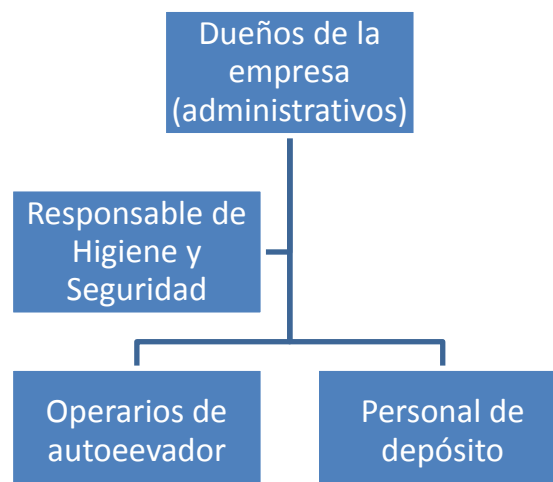 Dueños de la
empresa
(administrativos)
Responsable de
Higiene y
Seguridad
Operarios de
autoeevador
Personal de
depósito